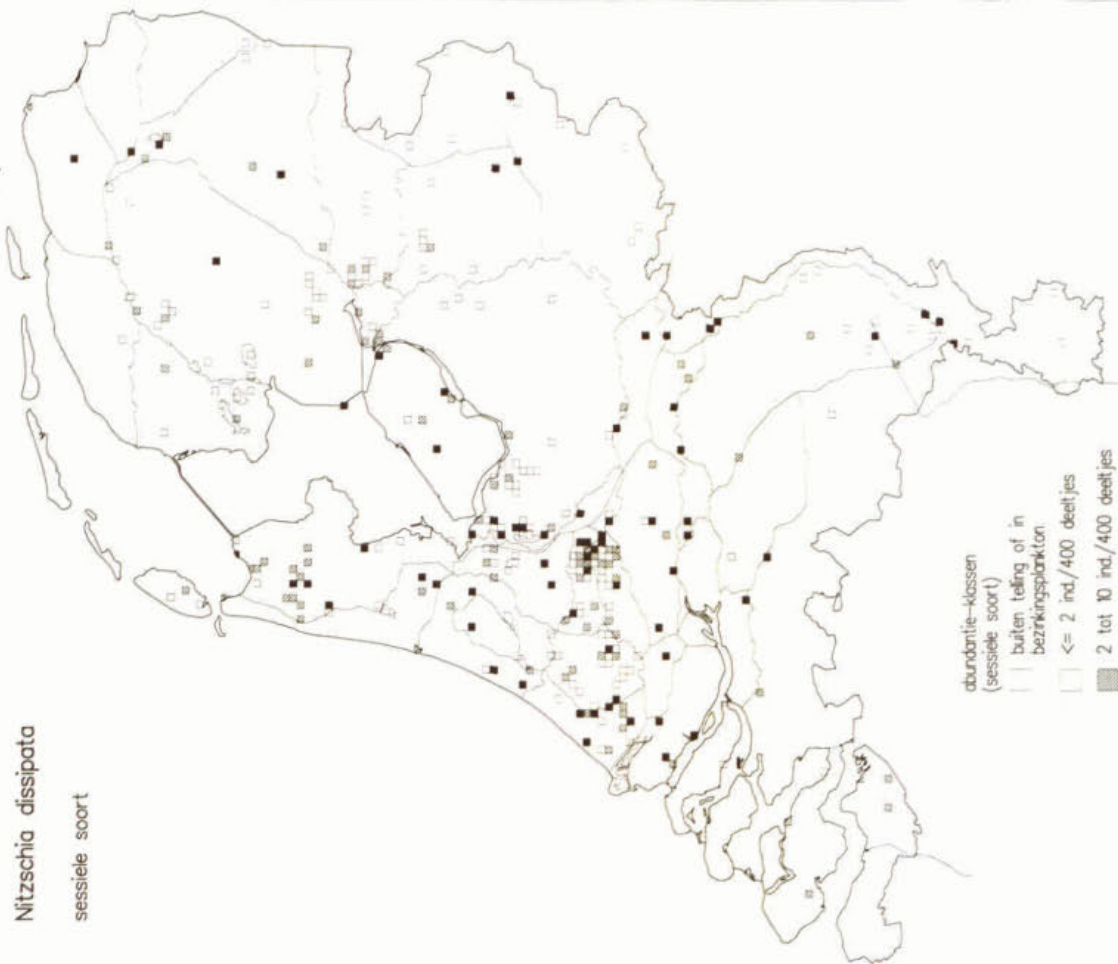 Nitzschia dissipata
sessiele soort
abundantie-klassen
(sessiele soort)
buiten telling of in
bezinkingsplankton
<= 2 ind./400 deeltjes
2 tot 10 ind/400 deeltjes